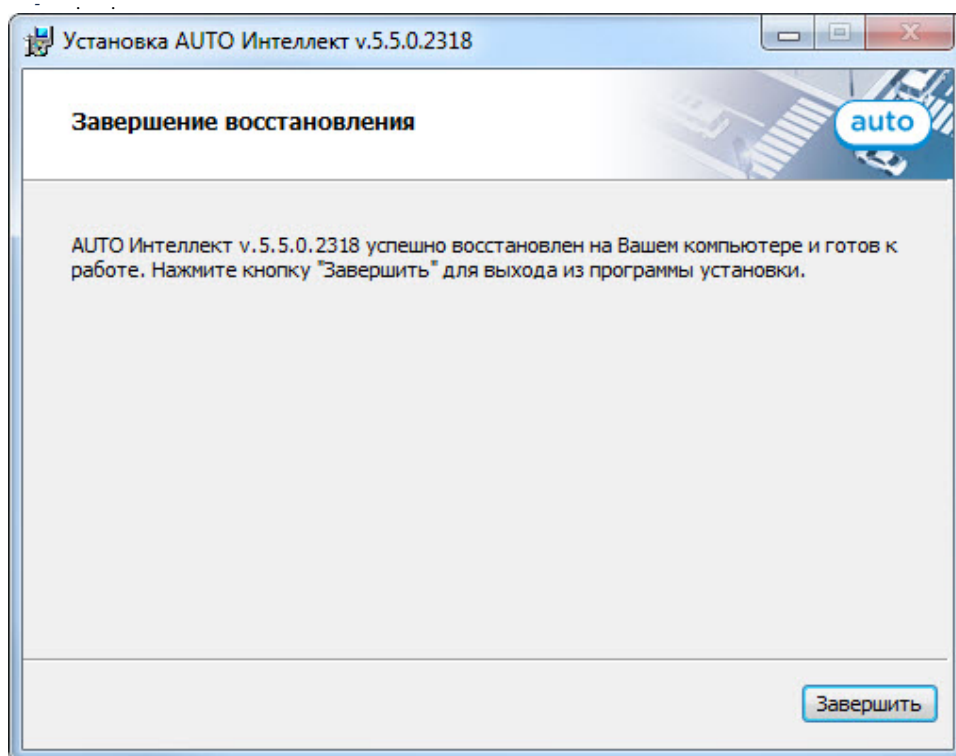 Установка AUTO Интеллект v.5.5.0.2318
Завершение восстановления
auto
AUTO Интеллект v.5.5.0.2318 успешно восстановлен на Вашем компьютере и готов к
работе. Нажмите кнопку "Завершить" для выхода из программы установки.
Завершить